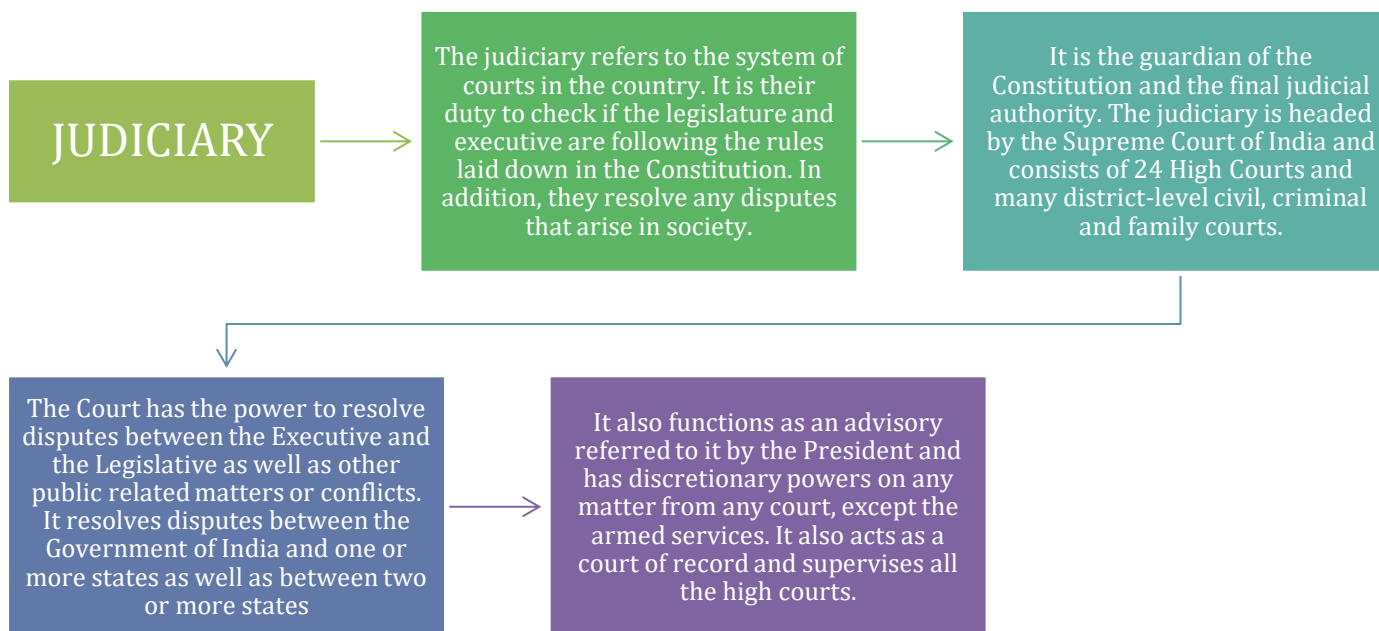 JUDICIARY
The judiciary refers to the system of
courts in the country. It is their
duty to check if the legislature and
executive are following the rules
laid down in the Constitution. In
addition, they resolve any disputes
that arise in society.
It is the guardian of the
Constitution and the final judicial
authority. The judiciary is headed
by the Supreme Court of India and
consists of 24 High Courts and
many district-level civil, criminal
and family courts.
The Court has the power to resolve
disputes between the Executive and
the Legislative as well as other
public related matters or conflicts.
It resolves disputes between the
Government of India and one or
more states as well as between two
or more states
It also functions as an advisory
referred to it by the President and
has discretionary powers on any
matter from any court, except the
armed services. It also acts as a
court of record and supervises all
the high courts.